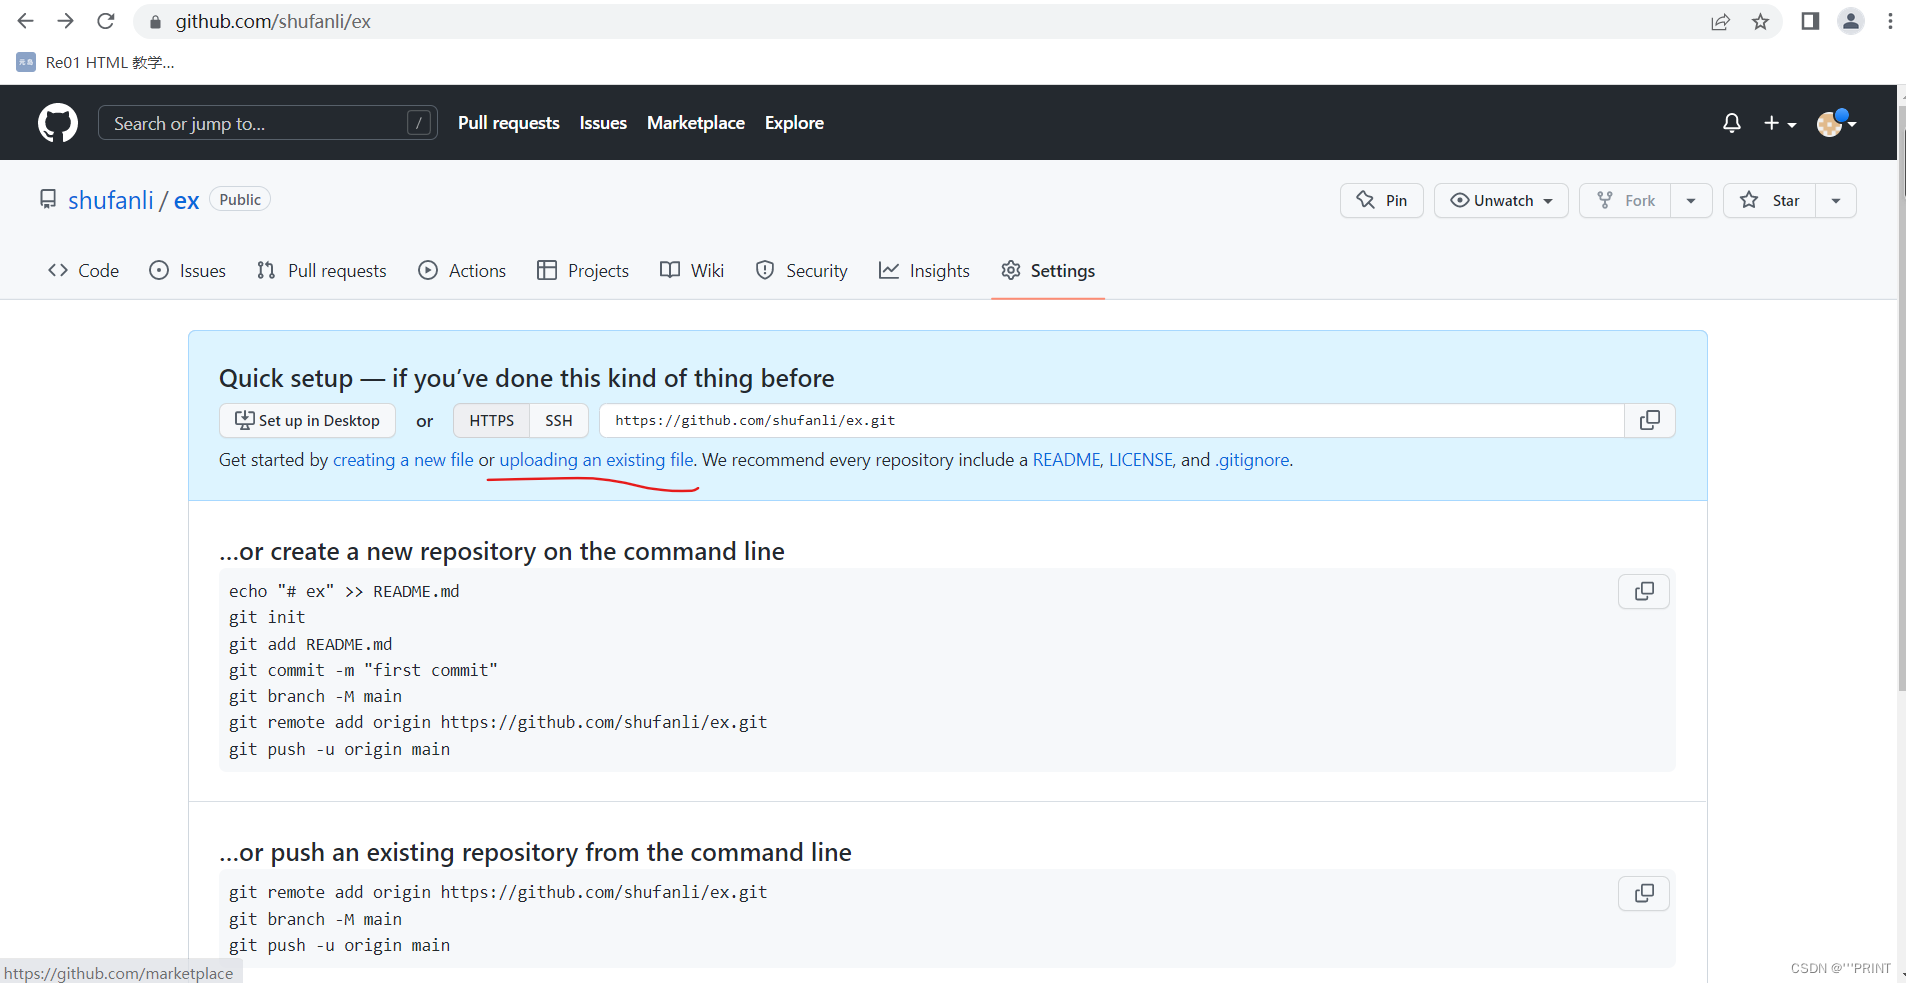 github.com/shufanli/ex
Re01 HTML 教学...
Search or jump to... / Pull requests Issues Marketplace Explore
shufanli / ex Public Pin Unwatch Fork Star
Code Issues Pull requests Actions Projects Wiki Security Insights Settings
Quick setup — if you’ve done this kind of thing before
Set up in Desktop or HTTPS SSH https://github.com/shufanli/ex.git
Get started by creating a new file or uploading an existing file. We recommend every repository include a README, LICENSE, and .gitignore.
…or create a new repository on the command line
echo "# ex" >> README.md
git init
git add README.md
git commit -m "first commit"
git branch -M main
git remote add origin https://github.com/shufanli/ex.git
git push -u origin main
…or push an existing repository from the command line
git remote add origin https://github.com/shufanli/ex.git
git branch -M main
git push -u origin main
https://github.com/marketplace
CSDN @'''PRINT